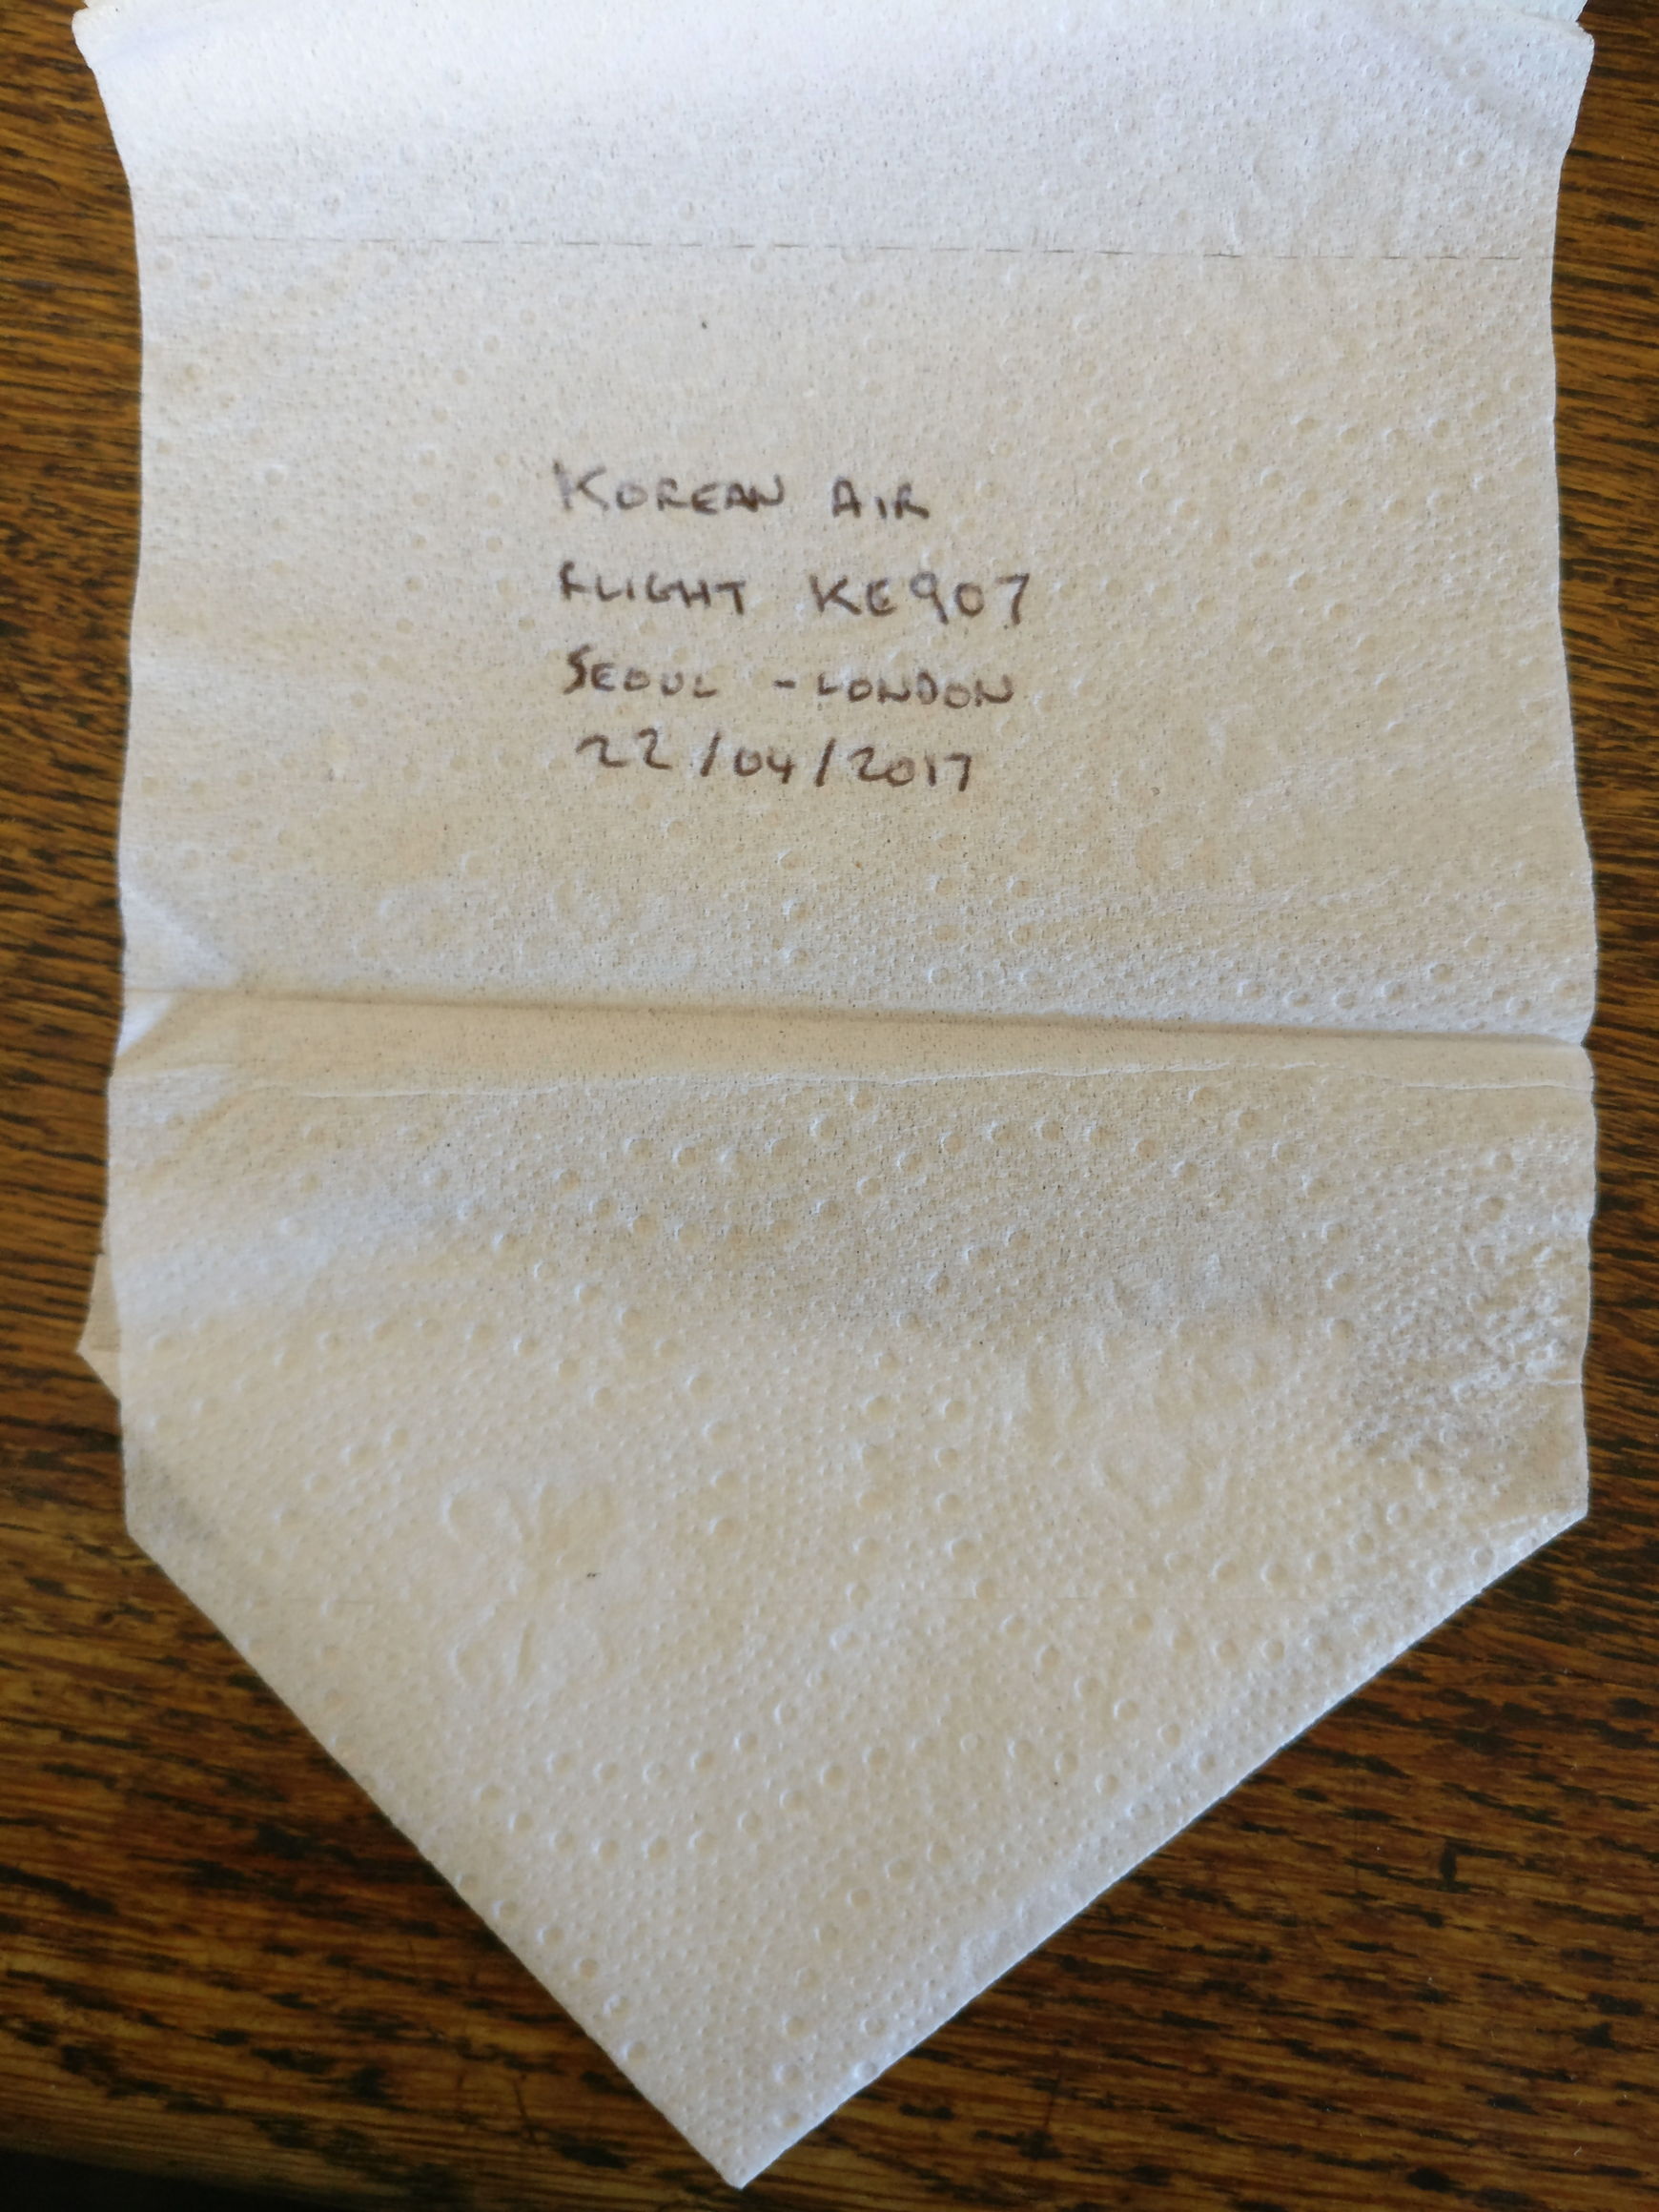 KOREAN AIR
FLIGHT KE907
SEOUL - LONDON
22/04/2017